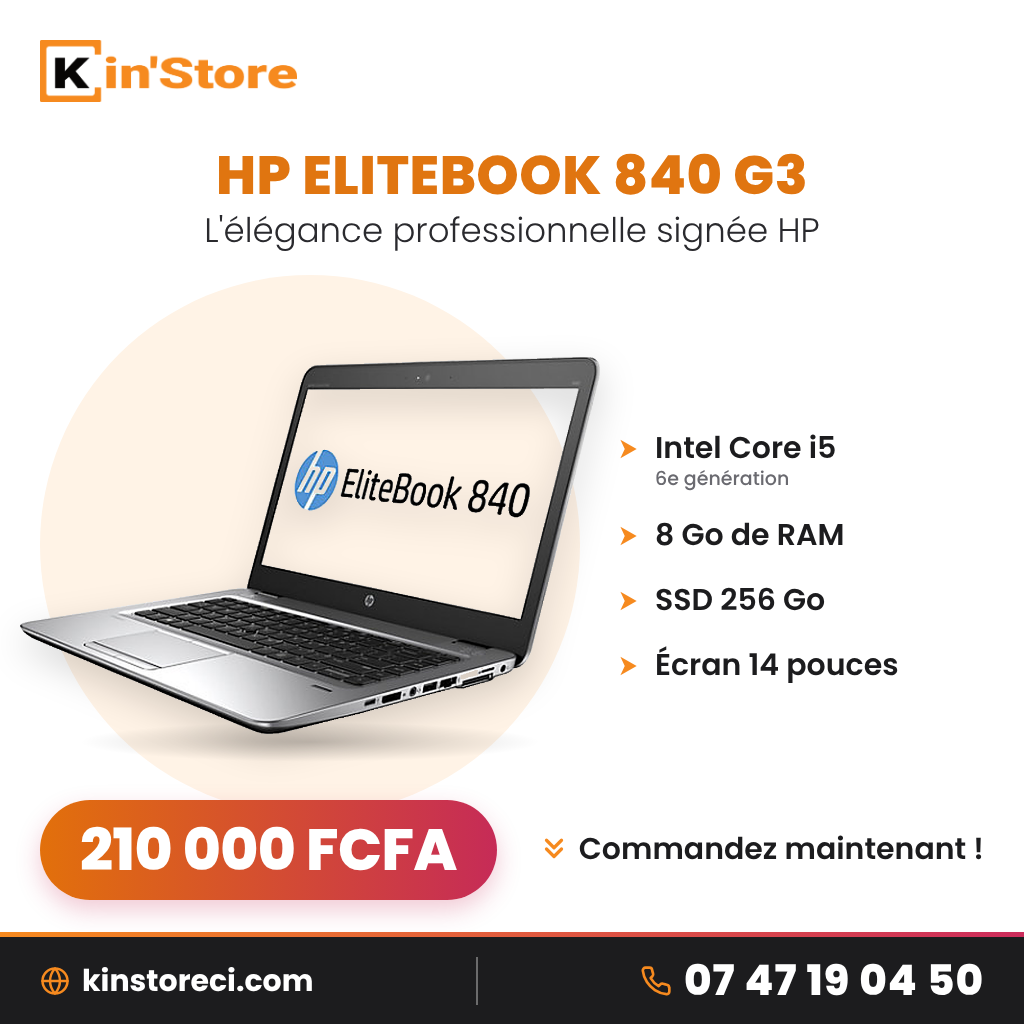 Kin'Store
HP ELITEBOOK 840 G3
L'élégance professionnelle signée HP
hp EliteBook 840
hp
Intel Core i5
6e génération
8 Go de RAM
SSD 256 Go
Écran 14 pouces
210 000 FCFA
Commandez maintenant !
kinstoreci.com
07 47 19 04 50